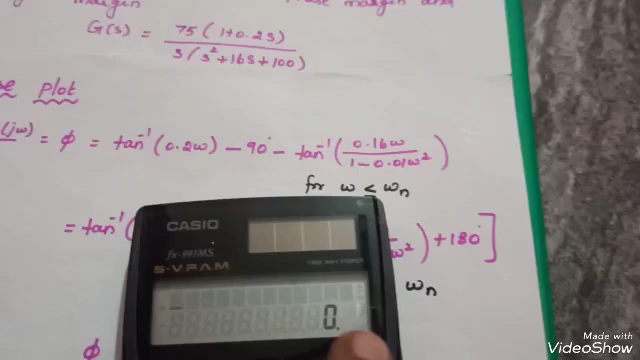 margin
G(s) = 75 (1+0.2s)
s (s² + 16s + 100)
plot
(jω) = φ = tan⁻¹ (0.2ω) − 90° − tan⁻¹ ( 0.16ω / 1 − 0.01ω² )
for ω ≤ ωn
= tan⁻¹ ( ω² ) + 180° ]
ωn
φ
CASIO
fx-991MS
S-V.P.A.M.
TWO WAY POWER
0.
Made with
VideoShow